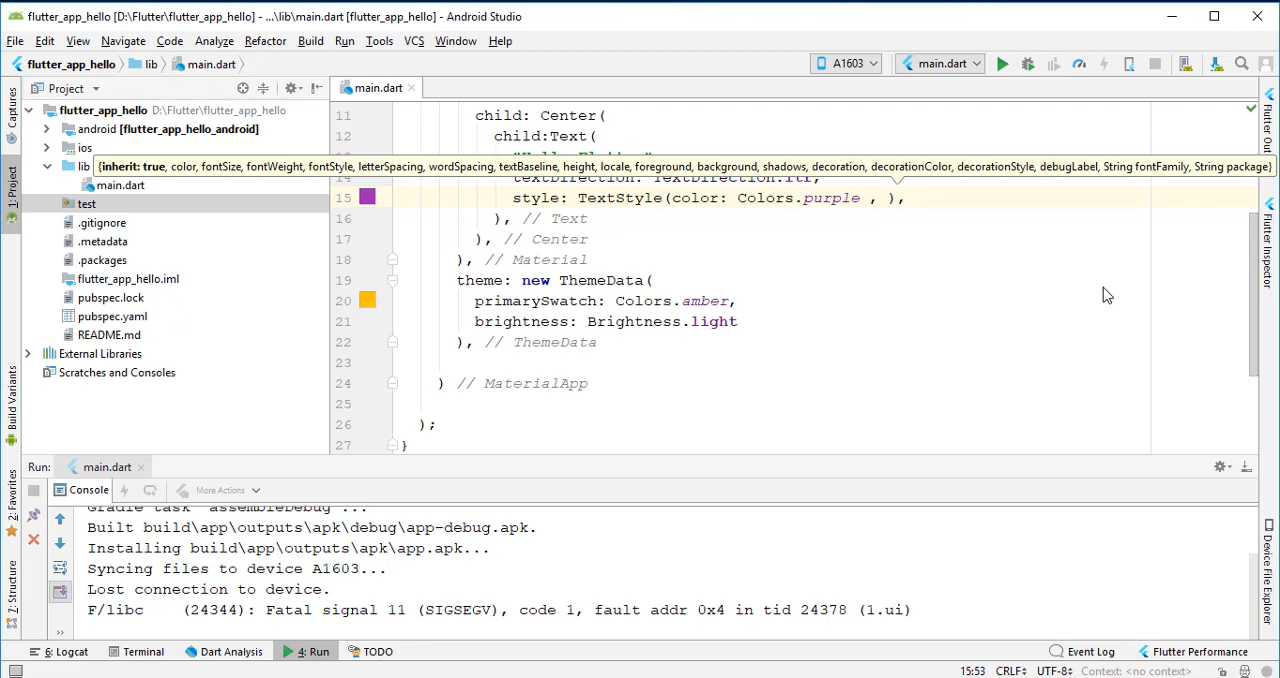 flutter_app_hello [D:\Flutter\flutter_app_hello] - ...\lib\main.dart [flutter_app_hello] - Android Studio
File Edit View Navigate Code Analyze Refactor Build Run Tools VCS Window Help
flutter_app_hello lib main.dart A1603 main.dart
Project main.dart
Captures
1: Project
Build Variants
2: Favorites
7: Structure
flutter_app_hello D:\Flutter\flutter_app_hello
android [flutter_app_hello_android]
ios
lib
main.dart
test
.gitignore
.metadata
.packages
flutter_app_hello.iml
pubspec.lock
pubspec.yaml
README.md
External Libraries
Scratches and Consoles
11 child: Center(
12 child:Text(
{inherit: true, color, fontSize, fontWeight, fontStyle, letterSpacing, wordSpacing, textBaseline, height, locale, foreground, background, shadows, decoration, decorationColor, decorationStyle, debugLabel, String fontFamily, String package}
15 style: TextStyle(color: Colors.purple , ),
16 ), // Text
17 ), // Center
18 ), // Material
19 theme: new ThemeData(
20 primarySwatch: Colors.amber,
21 brightness: Brightness.light
22 ), // ThemeData
23
24 ) // MaterialApp
25
26 );
27 }
Flutter Inspector
Device File Explorer
Run: main.dart
Console More Actions
Gradle task 'assembleDebug'...
Built build\app\outputs\apk\debug\app-debug.apk.
Installing build\app\outputs\apk\app.apk...
Syncing files to device A1603...
Lost connection to device.
F/libc (24344): Fatal signal 11 (SIGSEGV), code 1, fault addr 0x4 in tid 24378 (1.ui)
»
6: Logcat Terminal Dart Analysis 4: Run TODO Event Log Flutter Performance
15:53 CRLF UTF-8 Context: <no context>